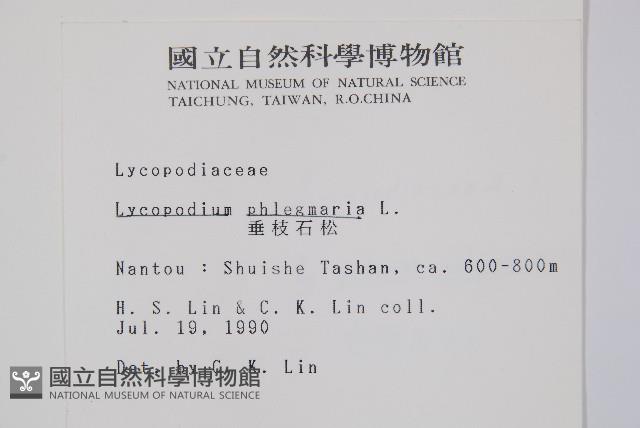 國立自然科學博物館
NATIONAL MUSEUM OF NATURAL SCIENCE
TAICHUNG, TAIWAN, R.O.CHINA
Lycopodiaceae
Lycopodium phlegmaria L.
垂枝石松
Nantou : Shuishe Tashan, ca. 600-800m
H. S. Lin & C. K. Lin coll.
Jul. 19, 1990
Det. by C. K. Lin
國立自然科學博物館
NATIONAL MUSEUM OF NATURAL SCIENCE